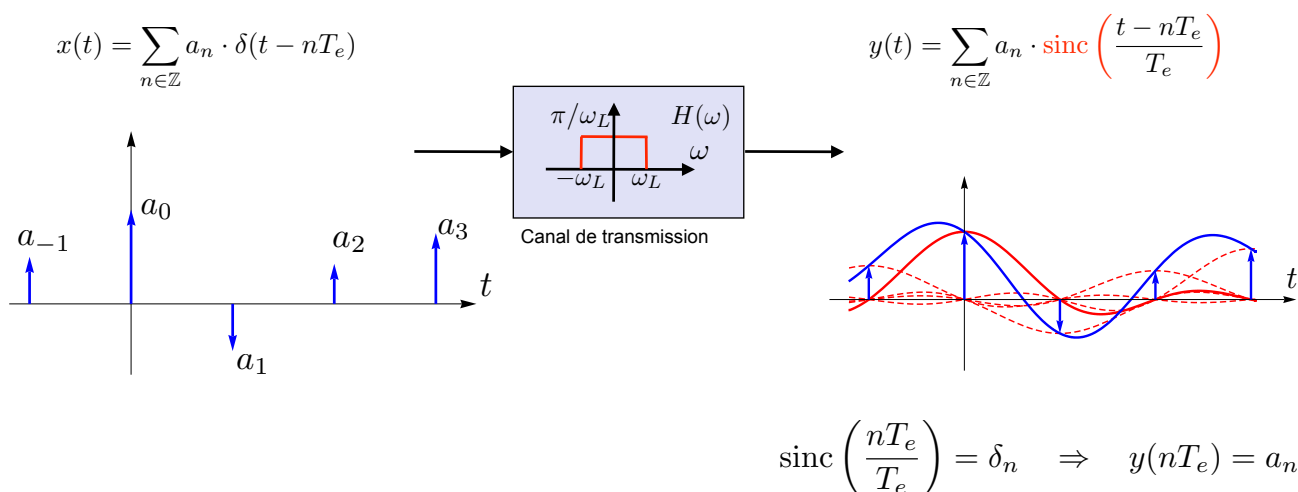 x(t) = ∑_{n∈ℤ} a_n · δ(t − nT_e)
y(t) = ∑_{n∈ℤ} a_n · sinc((t − nT_e)/T_e)
π/ω_L H(ω)
ω
−ω_L ω_L
Canal de transmission
a_{−1} a_0 a_1 a_2 a_3 t
t
sinc(nT_e/T_e) = δ_n ⇒ y(nT_e) = a_n